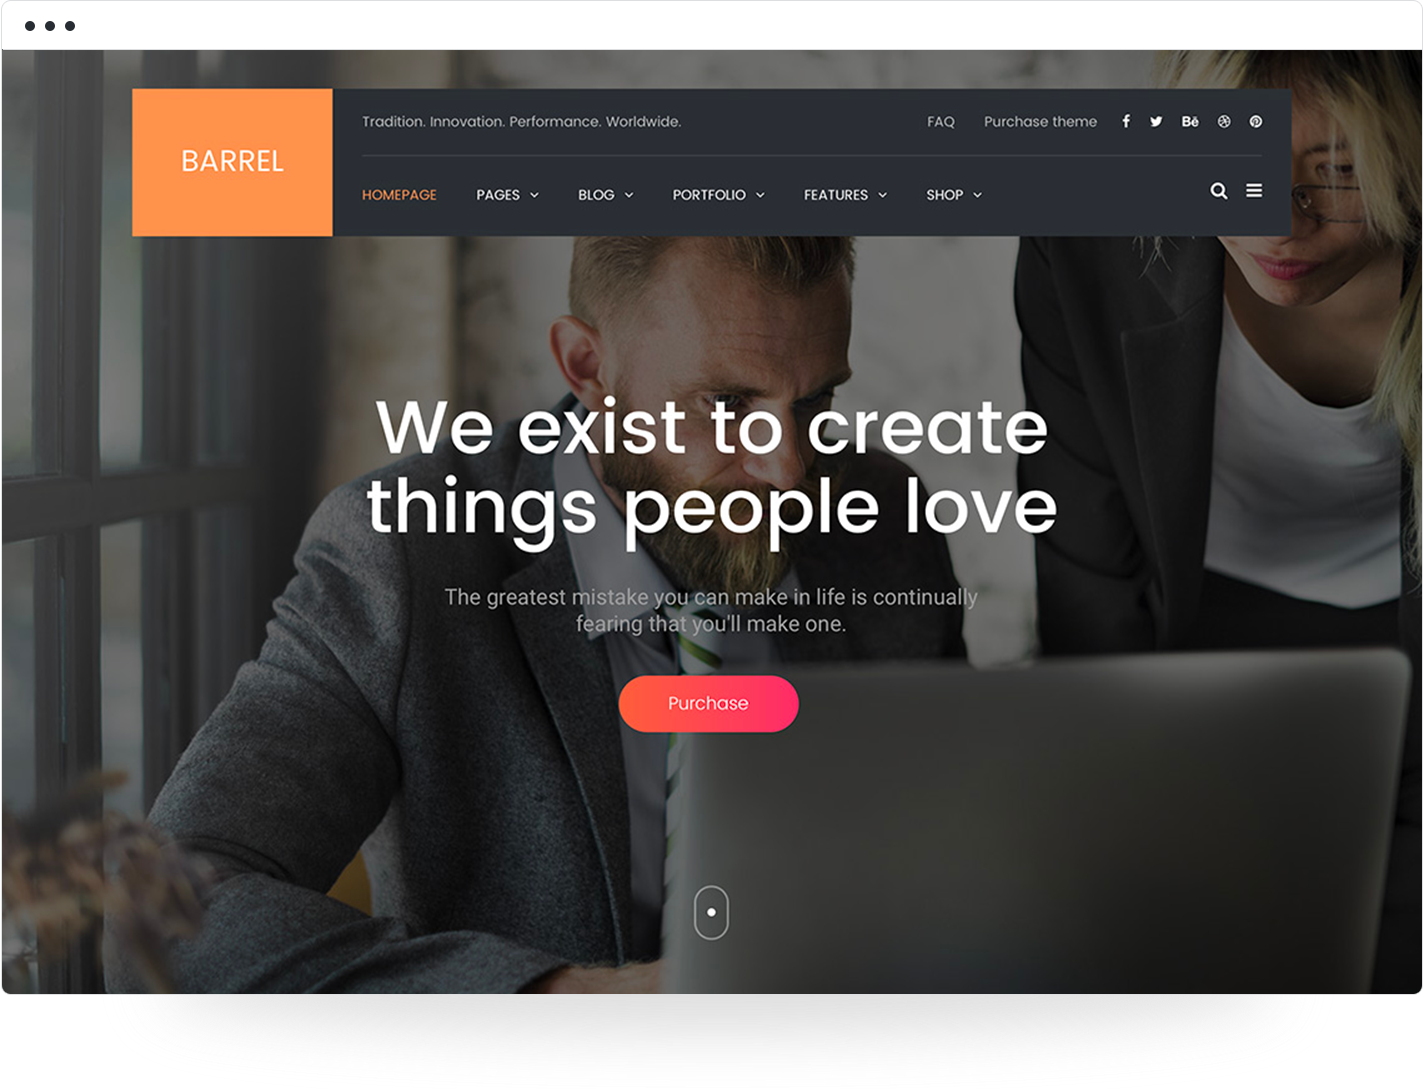 BARREL
Tradition. Innovation. Performance. Worldwide.
FAQ Purchase theme
HOMEPAGE PAGES BLOG PORTFOLIO FEATURES SHOP
We exist to create
things people love
The greatest mistake you can make in life is continually
fearing that you'll make one.
Purchase